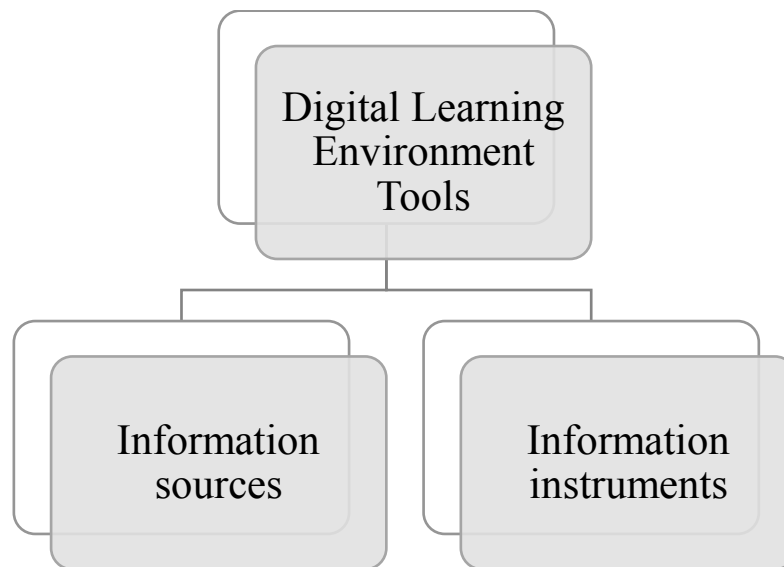 Digital Learning
Environment
Tools
Information
sources
Information
instruments